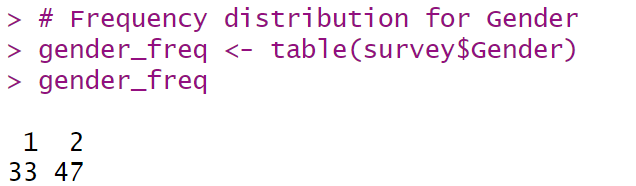 > # Frequency distribution for Gender
> gender_freq <- table(survey$Gender)
> gender_freq
1 2
33 47